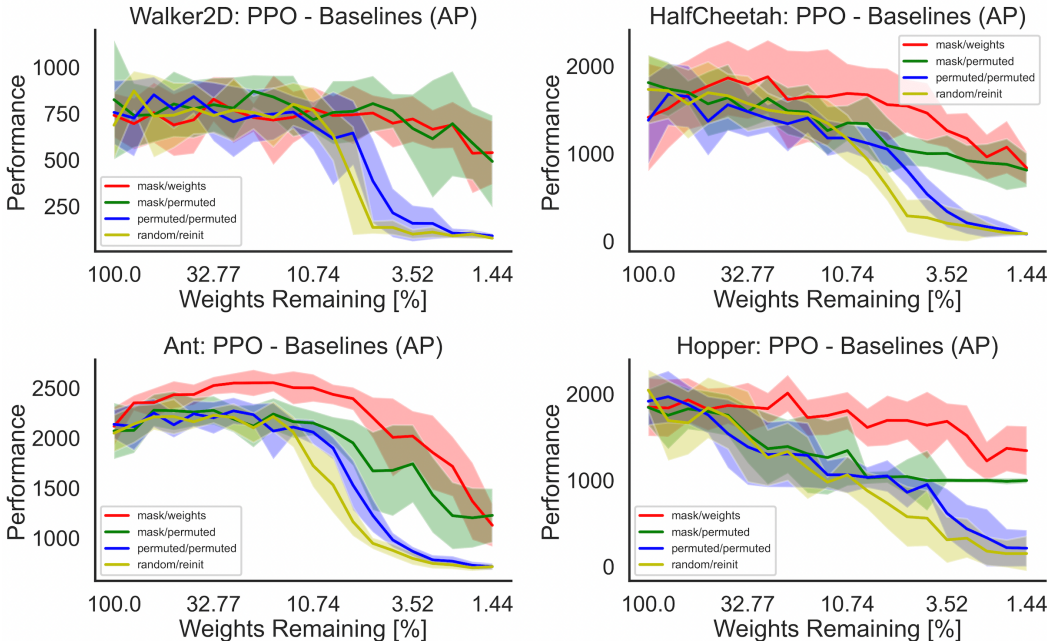 Walker2D: PPO - Baselines (AP)
Performance
1000
750
500
250
mask/weights
mask/permuted
permuted/permuted
random/reinit
100.0 32.77 10.74 3.52 1.44
Weights Remaining [%]
HalfCheetah: PPO - Baselines (AP)
Performance
2000
1000
0
mask/weights
mask/permuted
permuted/permuted
random/reinit
100.0 32.77 10.74 3.52 1.44
Weights Remaining [%]
Ant: PPO - Baselines (AP)
Performance
2500
2000
1500
1000
mask/weights
mask/permuted
permuted/permuted
random/reinit
100.0 32.77 10.74 3.52 1.44
Weights Remaining [%]
Hopper: PPO - Baselines (AP)
Performance
2000
1000
0
mask/weights
mask/permuted
permuted/permuted
random/reinit
100.0 32.77 10.74 3.52 1.44
Weights Remaining [%]